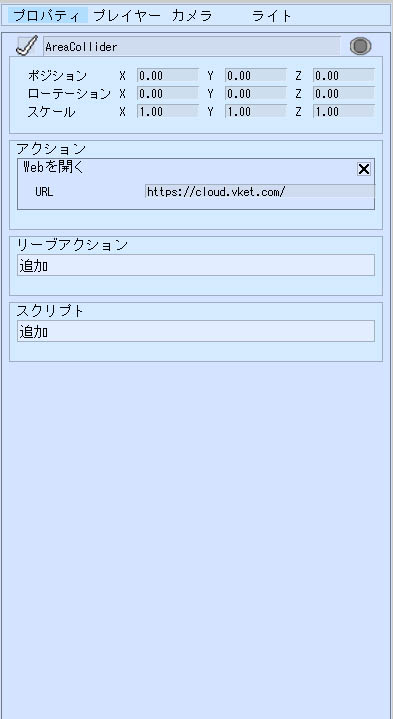 プロパティ プレイヤー カメラ ライト
AreaCollider
ポジション X 0.00 Y 0.00 Z 0.00
ローテーション X 0.00 Y 0.00 Z 0.00
スケール X 1.00 Y 1.00 Z 1.00
アクション
Webを開く
URL https://cloud.vket.com/
リーブアクション
追加
スクリプト
追加